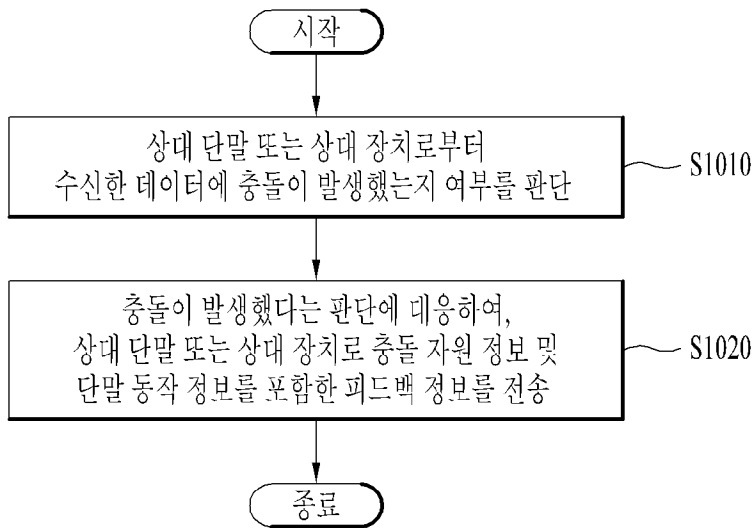 시작
상대 단말 또는 상대 장치로부터
수신한 데이터에 충돌이 발생했는지 여부를 판단
S1010
충돌이 발생했다는 판단에 대응하여,
상대 단말 또는 상대 장치로 충돌 자원 정보 및
단말 동작 정보를 포함한 피드백 정보를 전송
S1020
종료